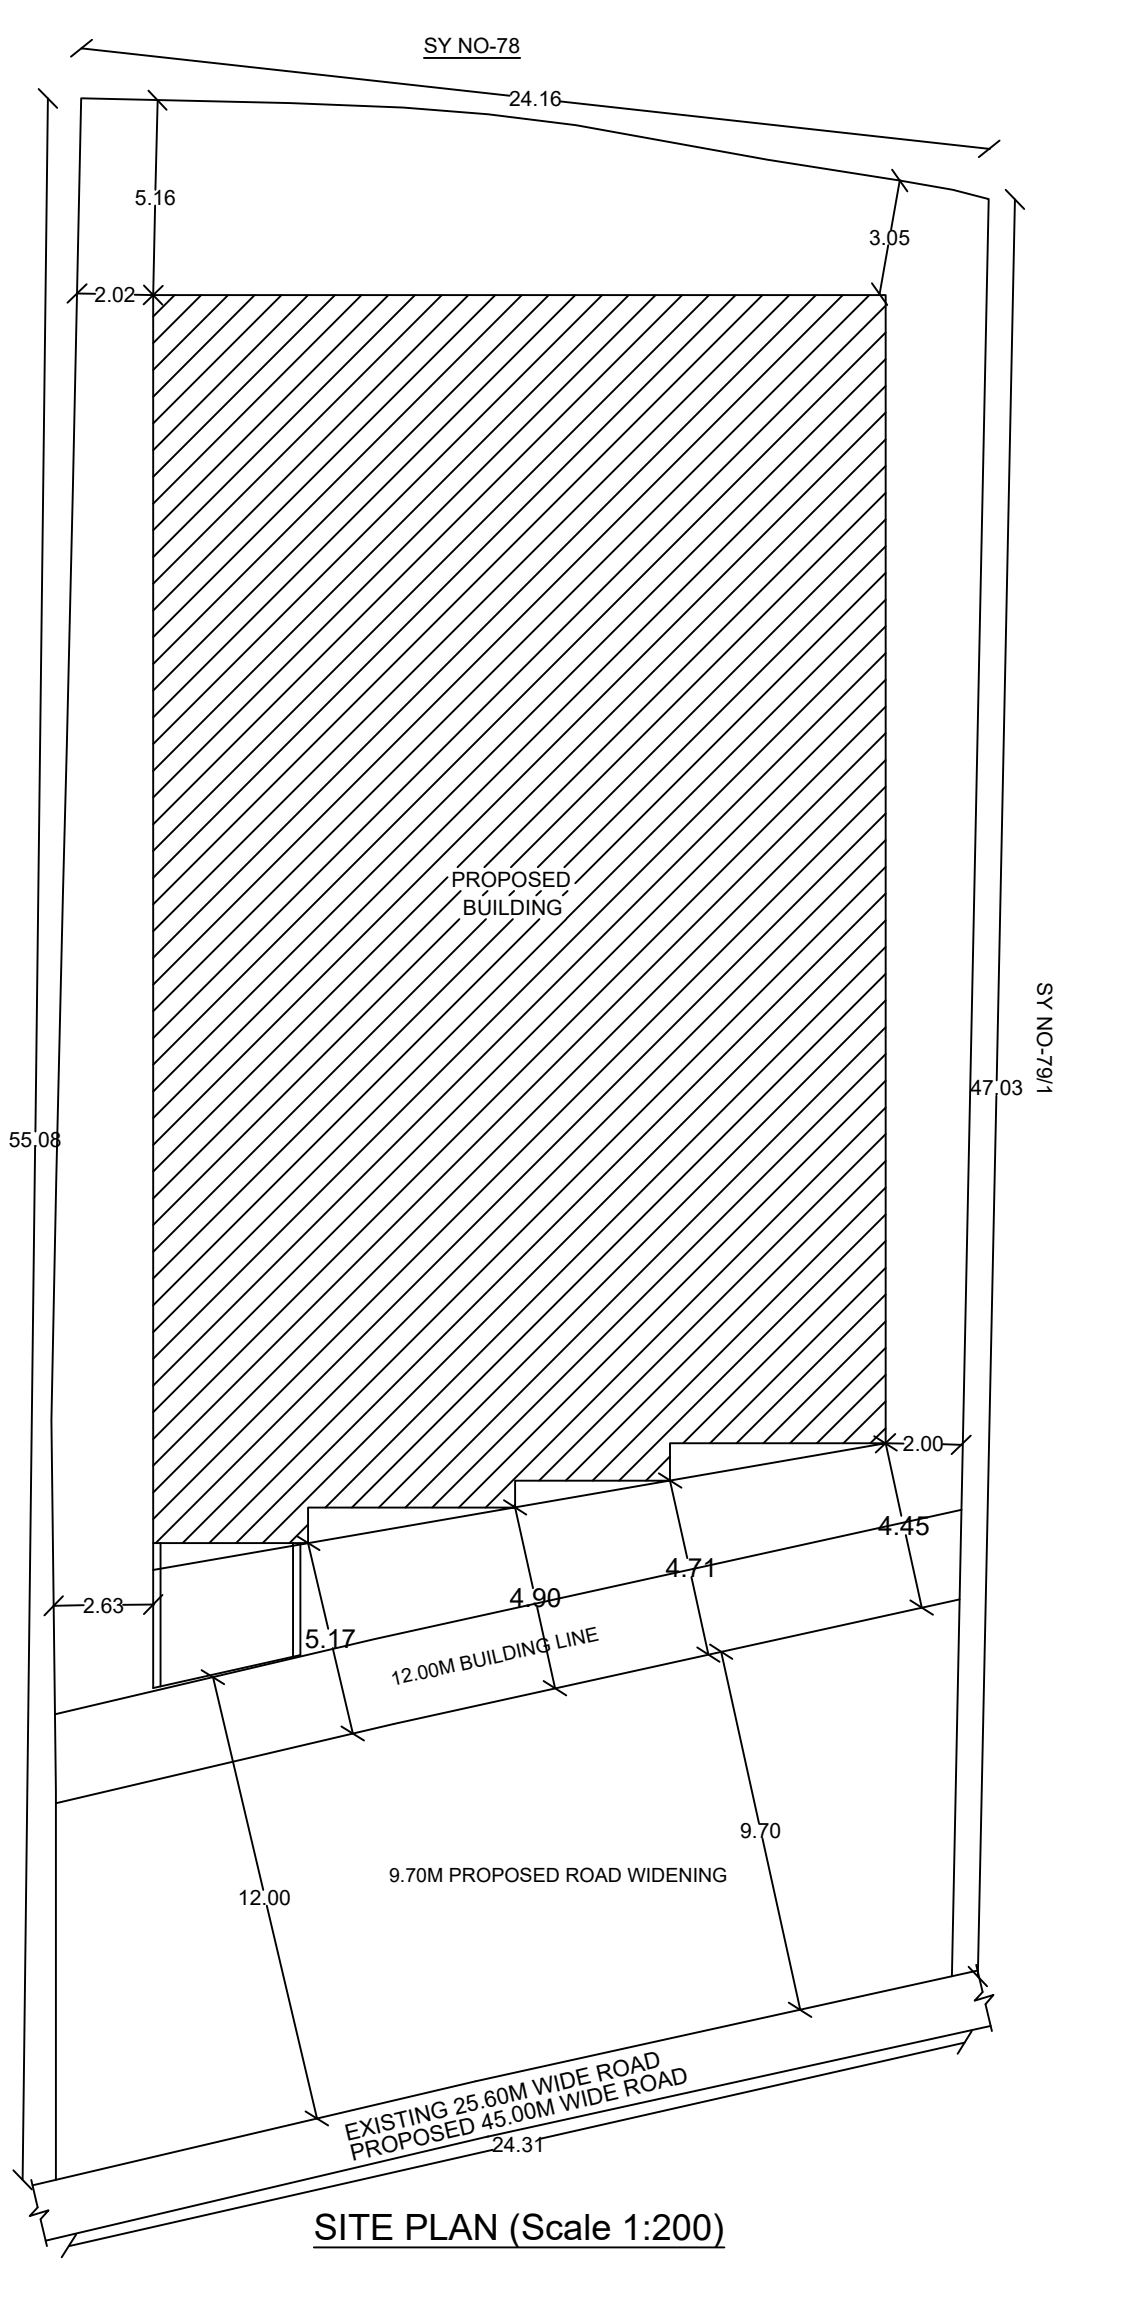 SY NO-78
24.16
5.16
3.05
2.02
PROPOSED
BUILDING
SY NO-79/1
47.03
55.08
2.00
4.45
4.71
4.90
2.63
5.17
12.00M BUILDING LINE
9.70
9.70M PROPOSED ROAD WIDENING
12.00
EXISTING 25.60M WIDE ROAD
PROPOSED 45.00M WIDE ROAD
24.31
SITE PLAN (Scale 1:200)